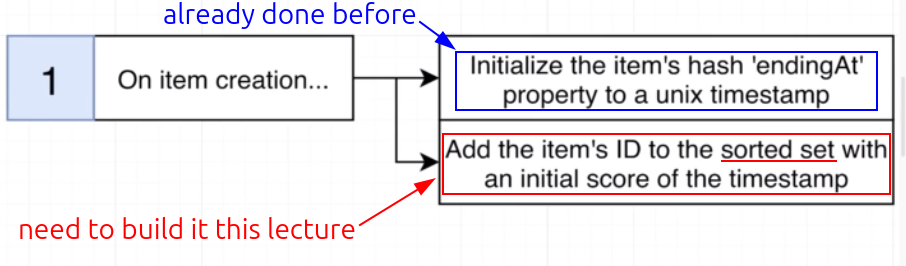 already done before
1
On item creation...
Initialize the item's hash 'endingAt'
property to a unix timestamp
Add the item's ID to the sorted set with
an initial score of the timestamp
need to build it this lecture